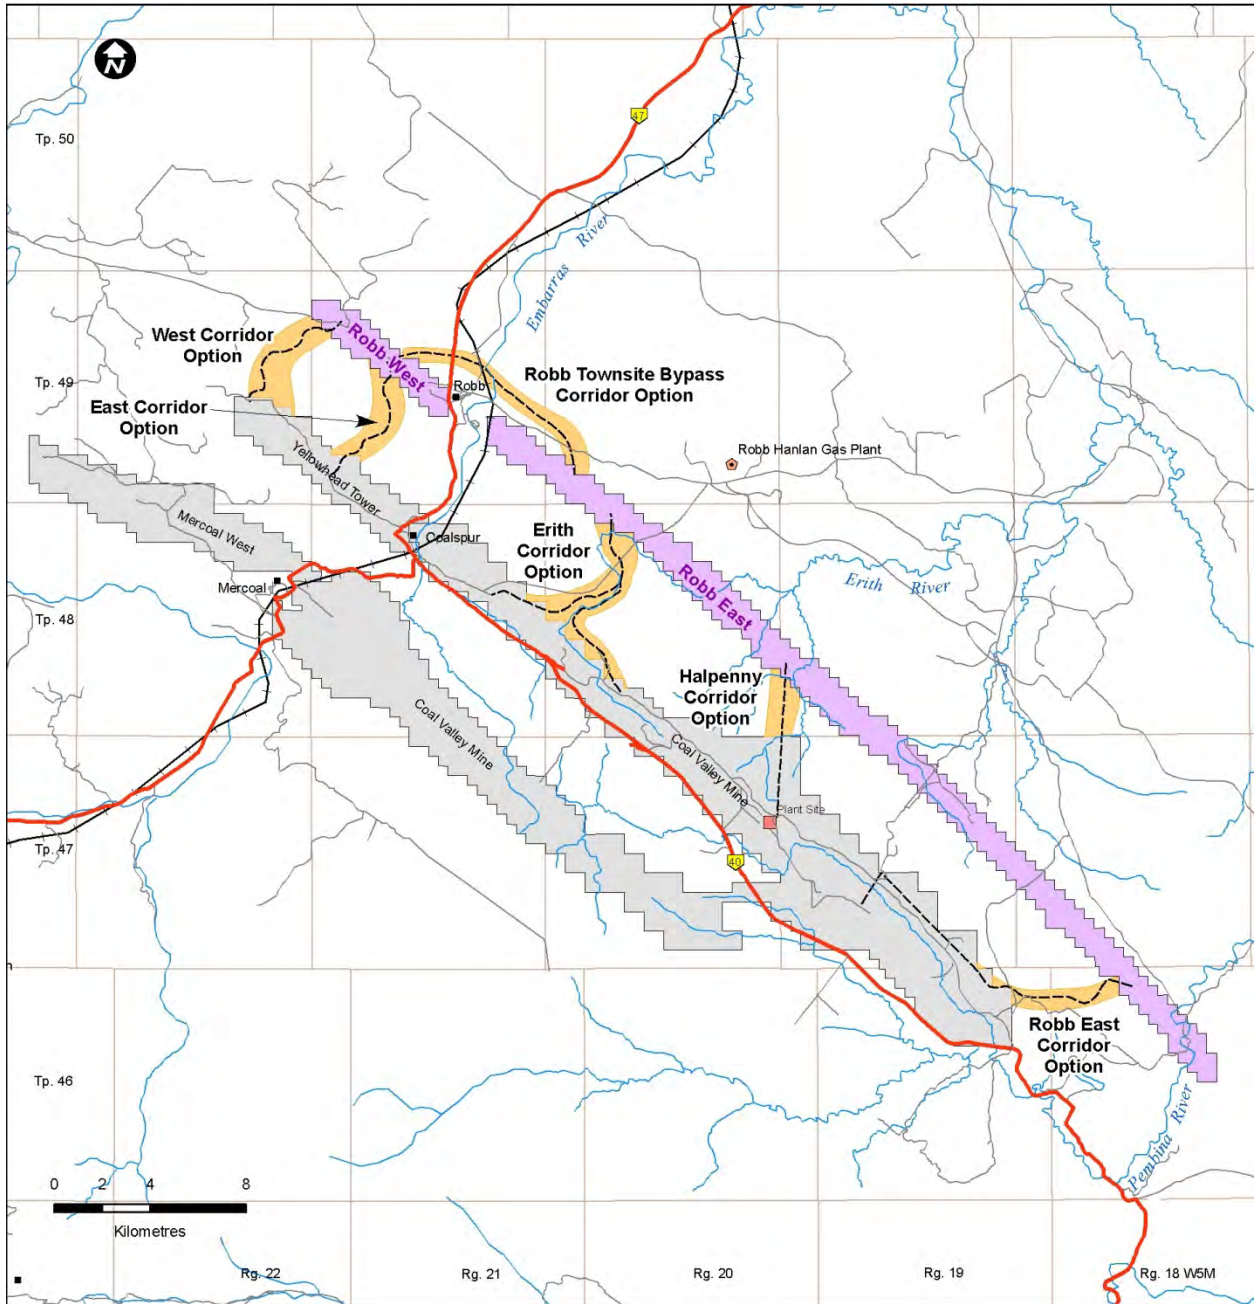 N
47
Tp. 50
Embarras River
West Corridor
Option
Robb West
Robb Townsite Bypass
Corridor Option
Tp. 49
Robb
East Corridor
Option
Robb Hanlan Gas Plant
Yellowhead Tower
Mercoal West
Coalspur
Erith
Corridor
Option
Mercoal
Robb East
Erith River
Tp. 48
Halpenny
Corridor
Option
Coal Valley Mine
Coal Valley Mine
Plant Site
Tp. 47
40
Robb East
Corridor
Option
Tp. 46
Pembina River
0 2 4 8
Kilometres
Rg. 22 Rg. 21 Rg. 20 Rg. 19 Rg. 18 W5M